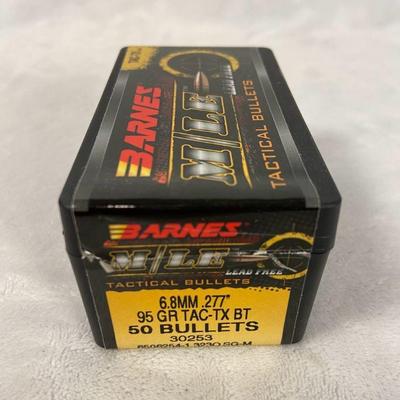 BARNES
M/LE
TACTICAL BULLETS
BARNES
M/LE
LEAD FREE
TACTICAL BULLETS
6.8MM .277"
95 GR TAC-TX BT
50 BULLETS
30253